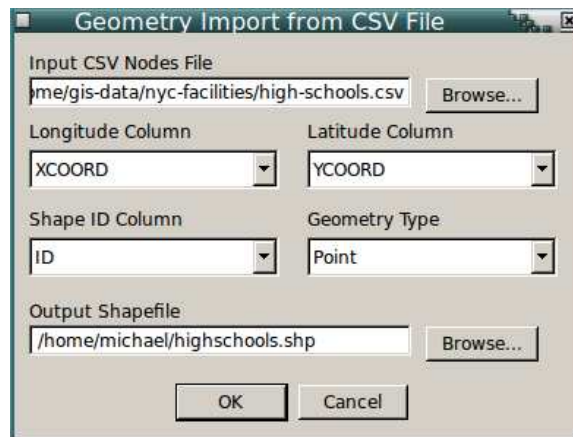 Geometry Import from CSV File
Input CSV Nodes File
ome/gis-data/nyc-facilities/high-schools.csv
Browse...
Longitude Column
Latitude Column
XCOORD
YCOORD
Shape ID Column
Geometry Type
ID
Point
Output Shapefile
/home/michael/highschools.shp
Browse...
OK
Cancel